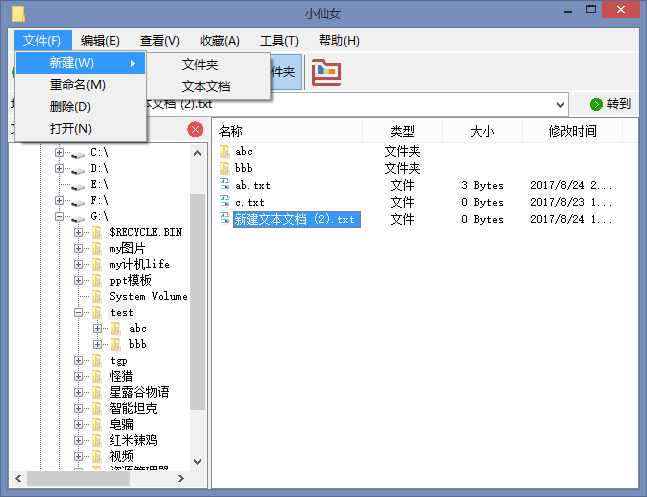 小仙女
文件(F) 编辑(E) 查看(V) 收藏(A) 工具(T) 帮助(H)
新建(W)
重命名(M)
删除(D)
打开(N)
文件夹
文本文档
件夹
文档 (2).txt
转到
名称 类型 大小 修改时间
abc 文件夹
bbb 文件夹
ab.txt 文件 3 Bytes 2017/8/24 2...
c.txt 文件 0 Bytes 2017/8/23 1...
新建文本文档 (2).txt 文件 0 Bytes 2017/8/24 1...
C:\
D:\
E:\
F:\
G:\
$RECYCLE.BIN
my图片
my计机life
ppt模板
System Volume
test
abc
bbb
tgp
怪猎
星露谷物语
智能坦克
皂骗
红米辣鸡
视频
资源管理器